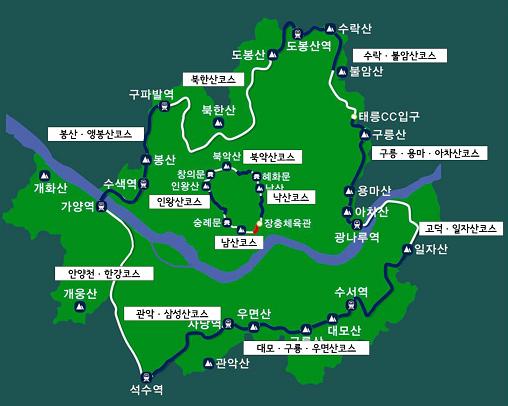 수락산
도봉산역
도봉산
수락 · 불암산코스
불암산
북한산코스
구파발역
북한산
태릉CC입구
구릉산
봉산 · 앵봉산코스
구릉 · 용마 · 아차산코스
봉산
북악산
북악산코스
창의문
혜화문
개화산
수색역
인왕산
낙산
용마산
가양역
인왕산코스
낙산코스
아차산
숭례문
장충체육관
광나루역
고덕 · 일자산코스
남산코스
일자산
안양천 · 한강코스
개웅산
수서역
관악 · 삼성산코스
우면산
사당역
대모산
구룡산
대모 · 구릉 · 우면산코스
관악산
석수역